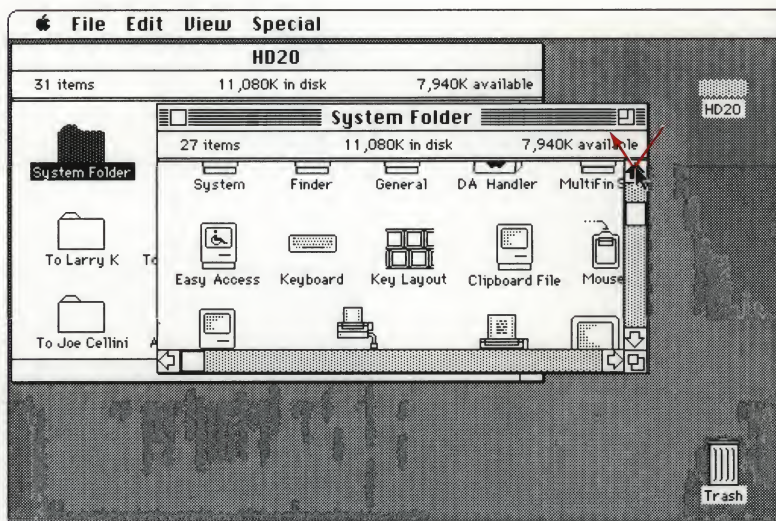 File Edit View Special
HD20
31 items 11,080K in disk 7,940K available
HD20
System Folder
27 items 11,040K in disk 7,940K available
System Folder
System Finder General DA Handler MultiFin
To Larry K
Easy Access Keyboard Key Layout Clipboard File Mouse
To Joe Cellini
Trash